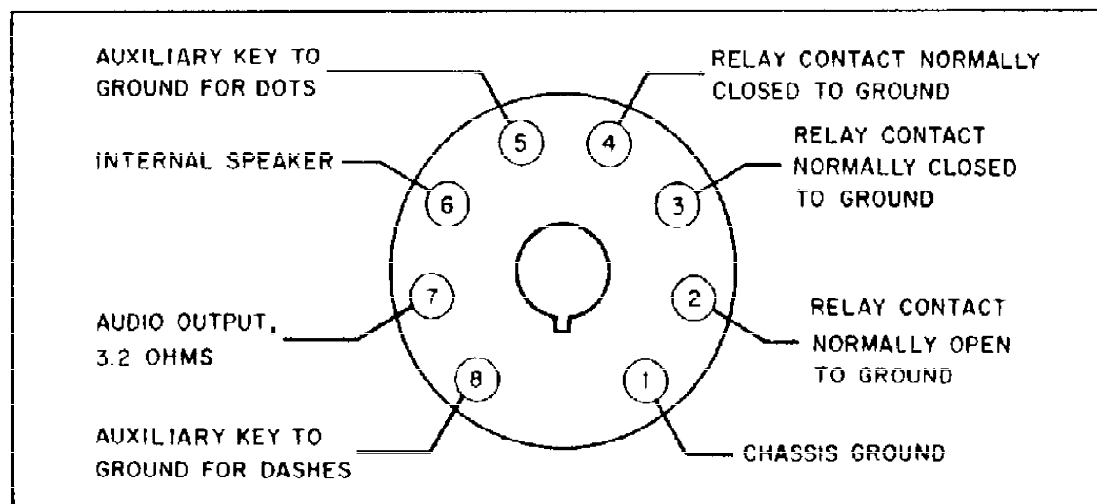 AUXILIARY KEY TO
GROUND FOR DOTS
INTERNAL SPEAKER
AUDIO OUTPUT,
3.2 OHMS
AUXILIARY KEY TO
GROUND FOR DASHES
5
4
6
3
7
2
8
1
RELAY CONTACT NORMALLY
CLOSED TO GROUND
RELAY CONTACT
NORMALLY CLOSED
TO GROUND
RELAY CONTACT
NORMALLY OPEN
TO GROUND
CHASSIS GROUND